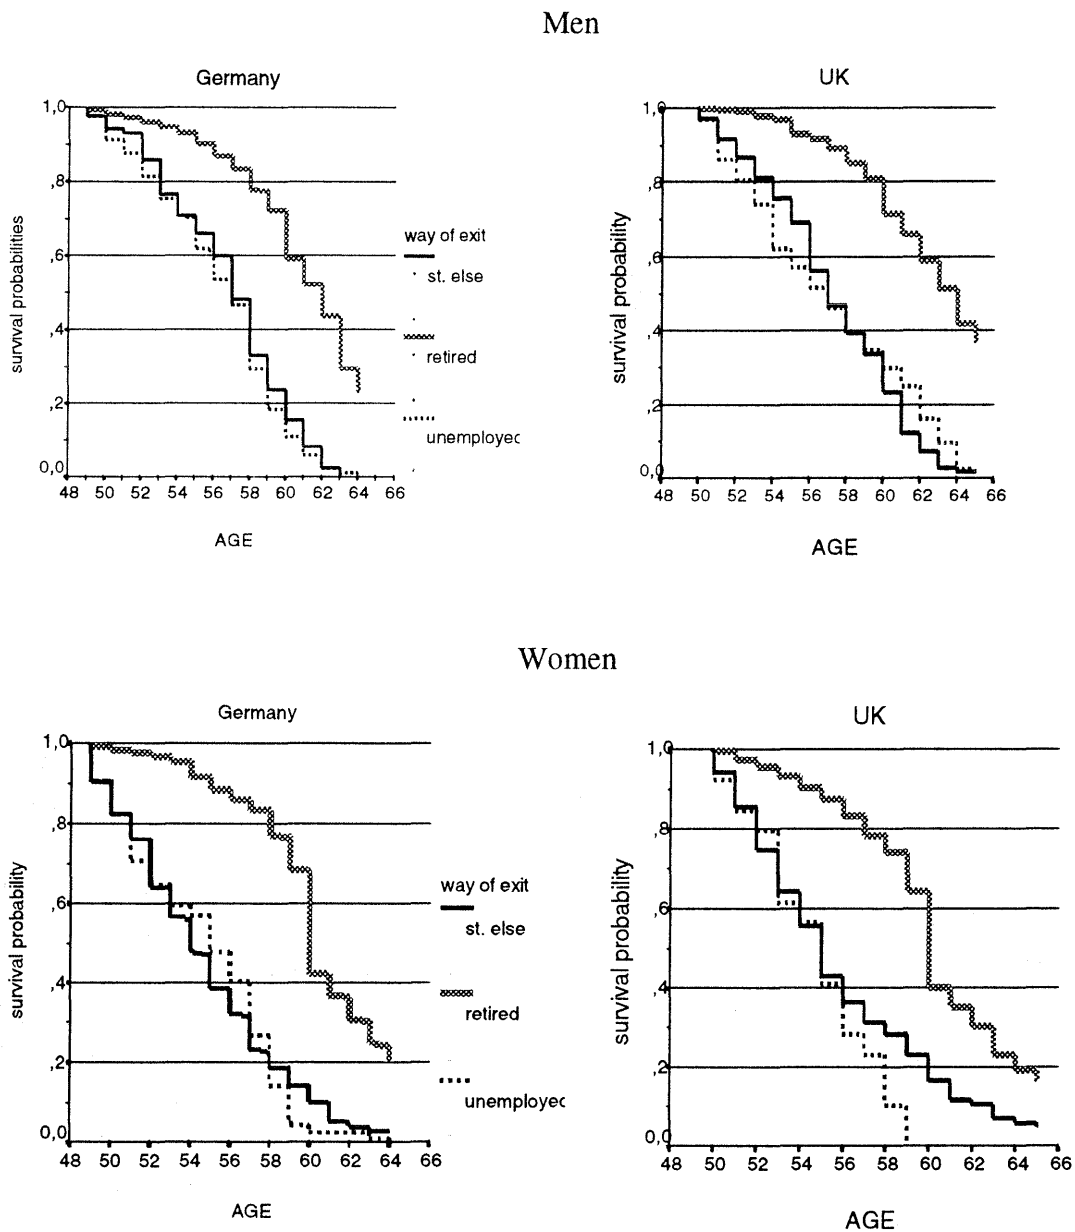 Men
Germany
survival probabilities
1,0
,8
,6
,4
,2
0,0
48 50 52 54 56 58 60 62 64 66
AGE
way of exit
st. else
retired
unemployec
UK
survival probability
1,0
,8
,6
,4
,2
0,0
48 50 52 54 56 58 60 62 64 66
AGE
Women
Germany
survival probability
1,0
,8
,6
,4
,2
0,0
48 50 52 54 56 58 60 62 64 66
AGE
way of exit
st. else
retired
unemployec
UK
survival probability
1,0
,8
,6
,4
,2
0,0
48 50 52 54 56 58 60 62 64 66
AGE